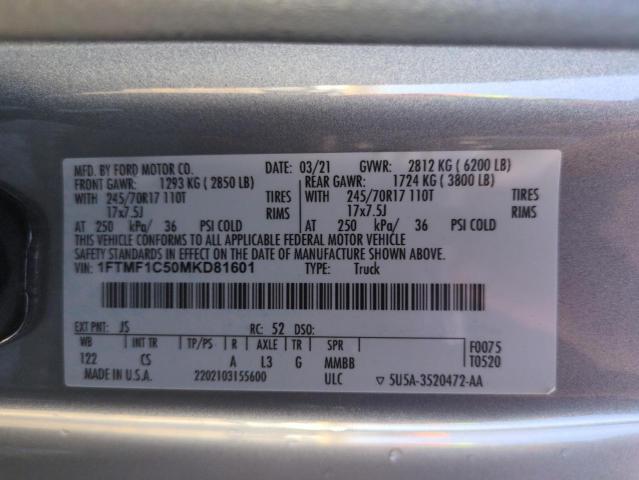 MFD. BY FORD MOTOR CO. DATE: 03/21 GVWR: 2812 KG ( 6200 LB)
FRONT GAWR: 1293 KG ( 2850 LB) REAR GAWR: 1724 KG ( 3800 LB)
WITH 245/70R17 110T TIRES WITH 245/70R17 110T TIRES
17x7.5J RIMS 17x7.5J RIMS
AT 250 kPa/ 36 PSI COLD AT 250 kPa/ 36 PSI COLD
THIS VEHICLE CONFORMS TO ALL APPLICABLE FEDERAL MOTOR VEHICLE
SAFETY STANDARDS IN EFFECT ON THE DATE OF MANUFACTURE SHOWN ABOVE.
VIN: 1FTMF1C50MKD81601 TYPE: Truck
EXT PNT: JS RC: 52 DSO: F0075
WB INT TR TP/PS R AXLE TR SPR T0520
122 CS A L3 G MMBB
MADE IN U.S.A. 2202103155600 ULC ▽ 5U5A-3520472-AA